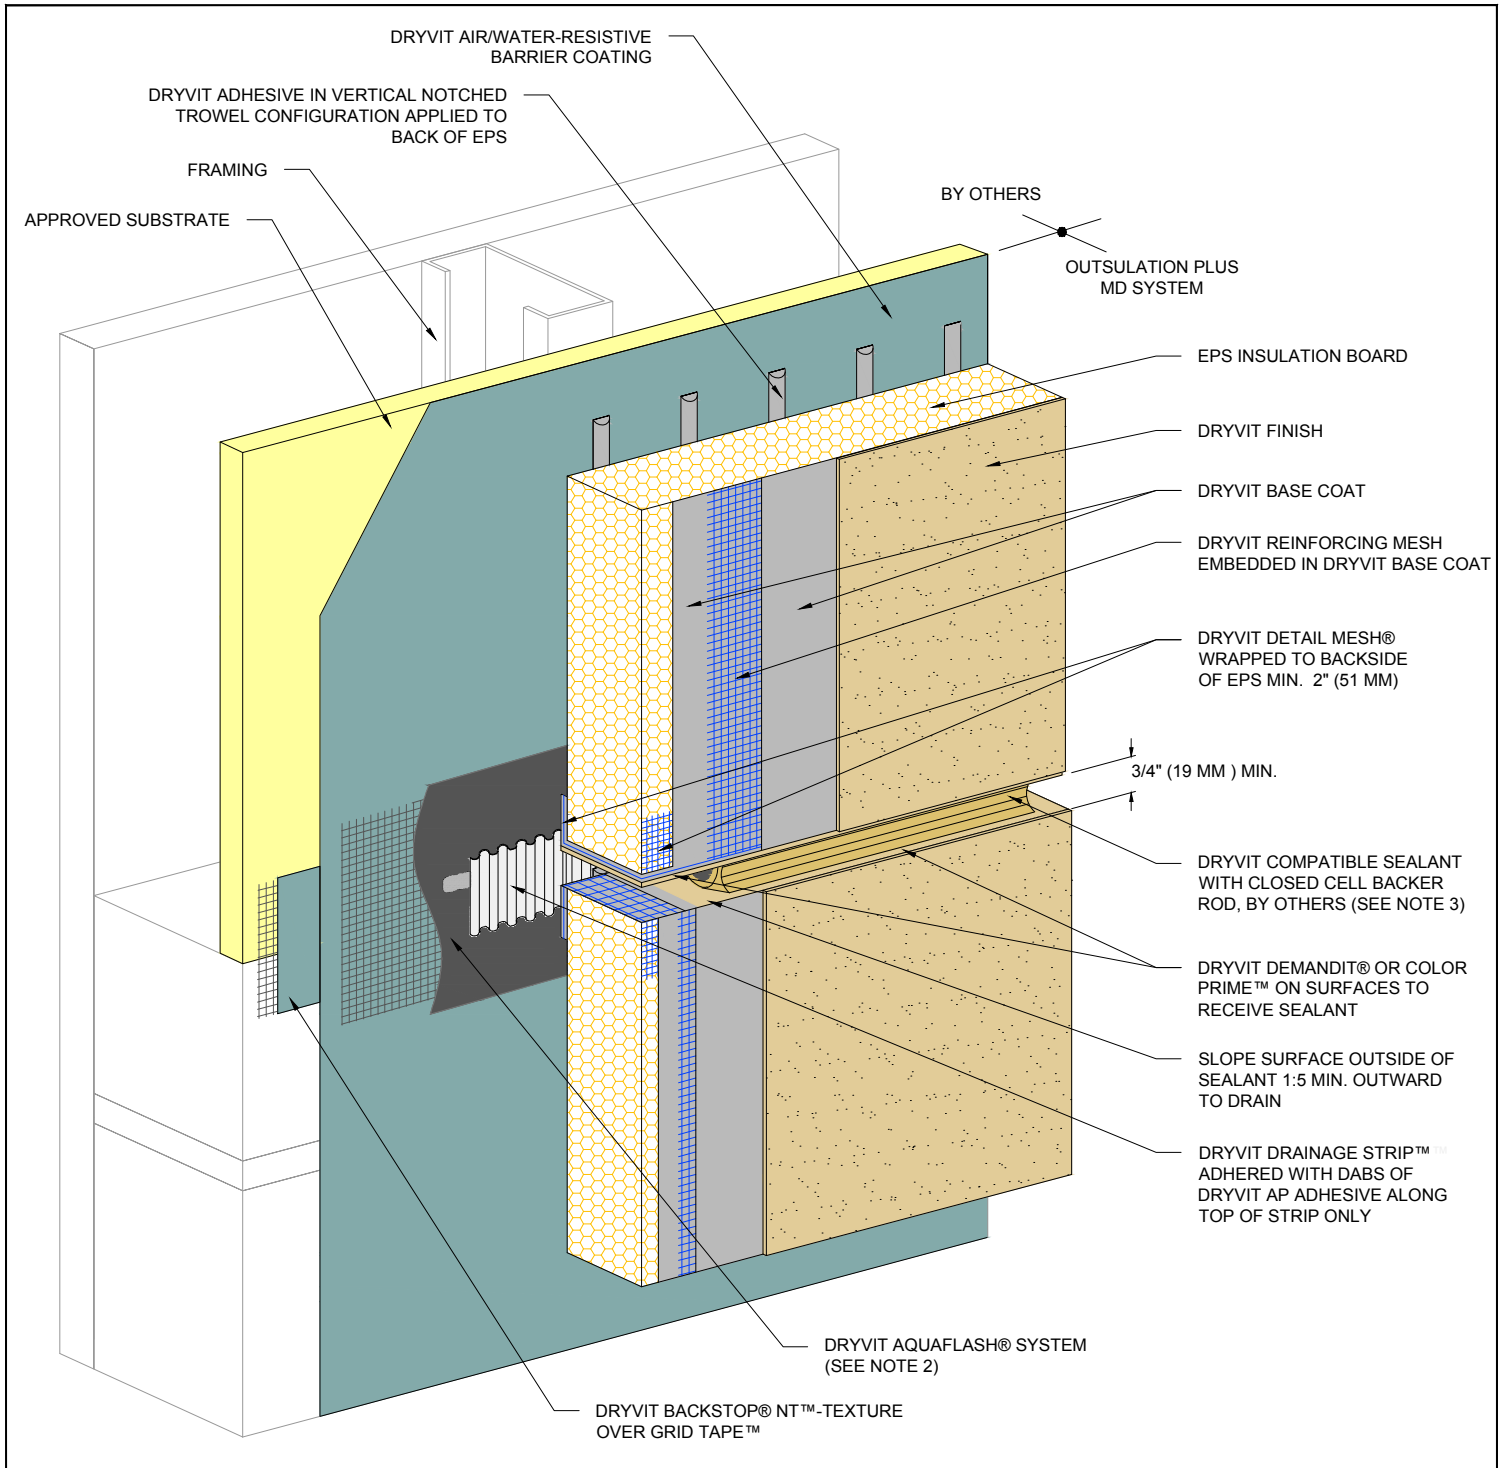 DRYVIT AIR/WATER-RESISTIVE
BARRIER COATING
DRYVIT ADHESIVE IN VERTICAL NOTCHED
TROWEL CONFIGURATION APPLIED TO
BACK OF EPS
FRAMING
APPROVED SUBSTRATE
BY OTHERS
OUTSULATION PLUS
MD SYSTEM
EPS INSULATION BOARD
DRYVIT FINISH
DRYVIT BASE COAT
DRYVIT REINFORCING MESH
EMBEDDED IN DRYVIT BASE COAT
DRYVIT DETAIL MESH®
WRAPPED TO BACKSIDE
OF EPS MIN. 2" (51 MM)
3/4" (19 MM ) MIN.
DRYVIT COMPATIBLE SEALANT
WITH CLOSED CELL BACKER
ROD, BY OTHERS (SEE NOTE 3)
DRYVIT DEMANDIT® OR COLOR
PRIME™ ON SURFACES TO
RECEIVE SEALANT
SLOPE SURFACE OUTSIDE OF
SEALANT 1:5 MIN. OUTWARD
TO DRAIN
DRYVIT DRAINAGE STRIP™
ADHERED WITH DABS OF
DRYVIT AP ADHESIVE ALONG
TOP OF STRIP ONLY
DRYVIT AQUAFLASH® SYSTEM
(SEE NOTE 2)
DRYVIT BACKSTOP® NT™-TEXTURE
OVER GRID TAPE™